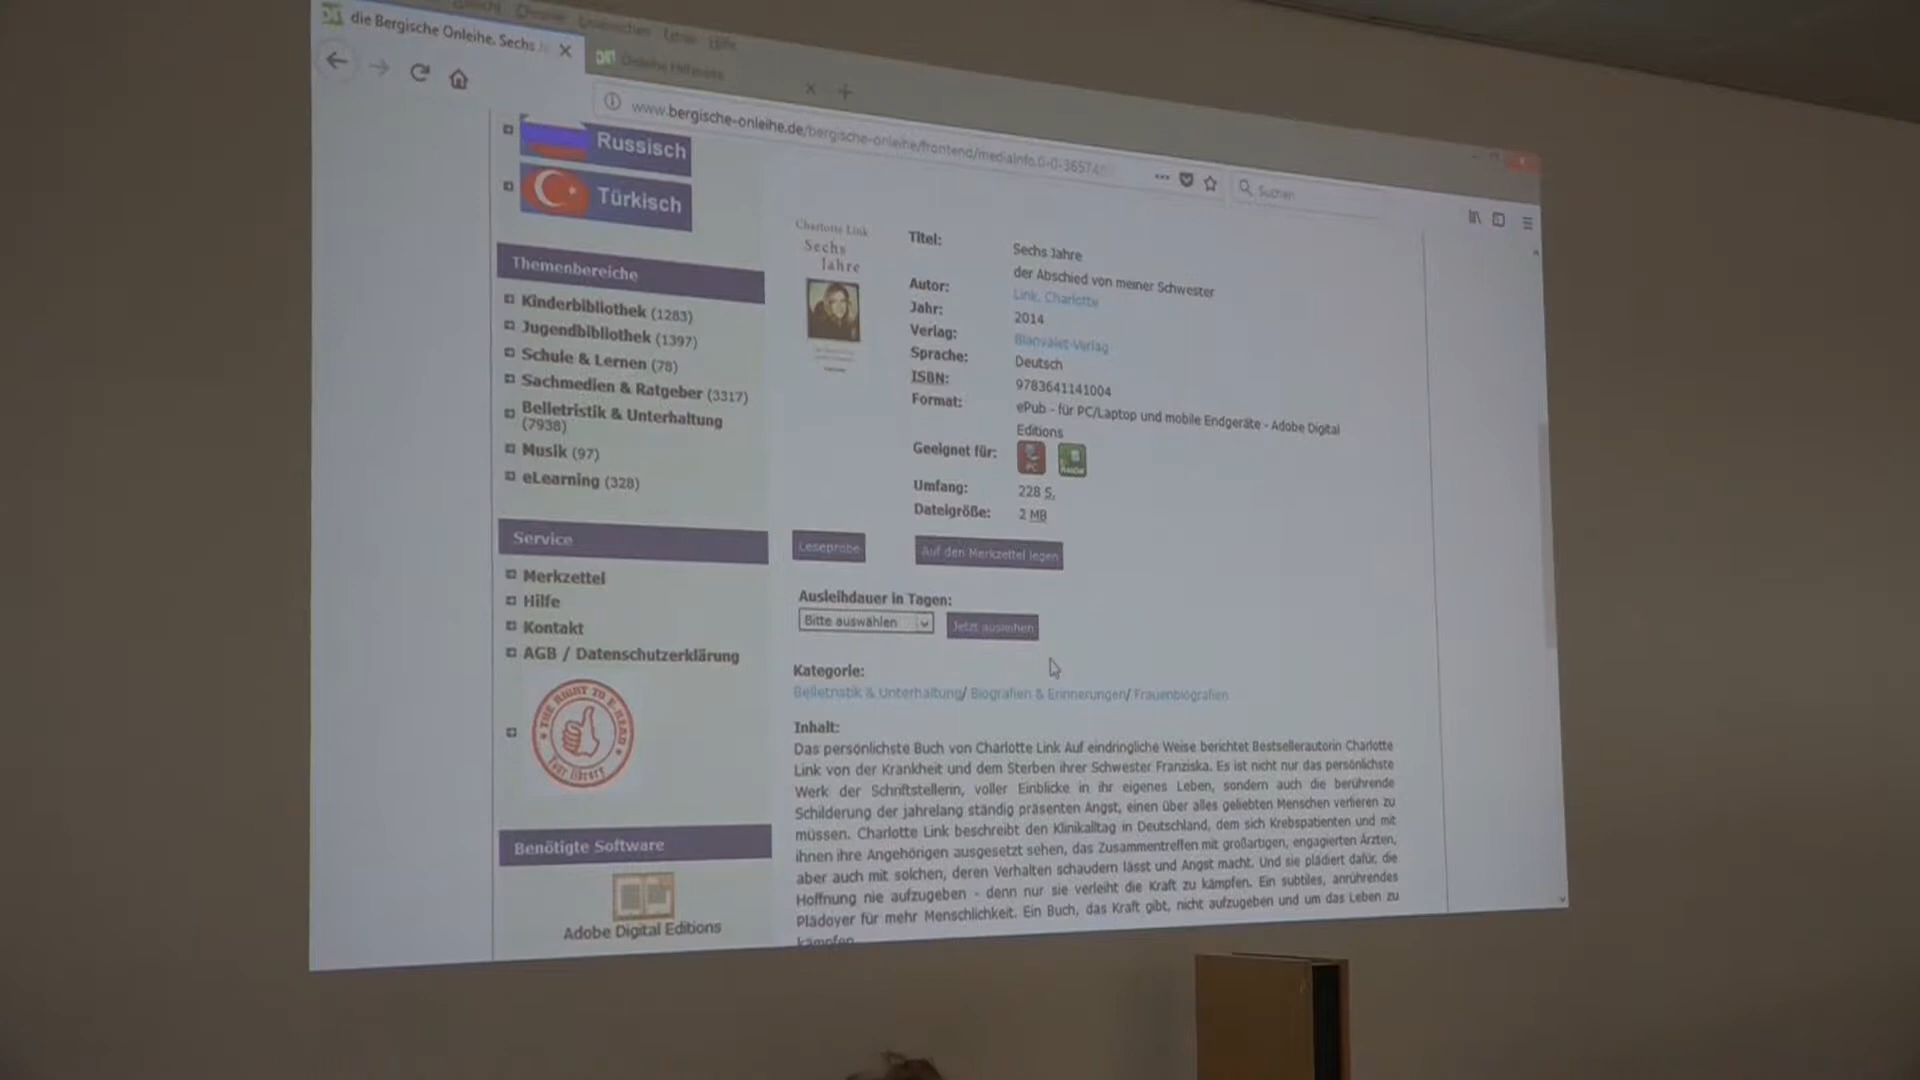 die Bergische Onleihe. Sechs
Onleihe Hilfeseite
www.bergische-onleihe.de/bergische-onleihe/frontend/mediaInfo,0-0-36574
Suchen
Russisch
Türkisch
Themenbereiche
Kinderbibliothek (1283)
Jugendbibliothek (1397)
Schule & Lernen (78)
Sachmedien & Ratgeber (3317)
Belletristik & Unterhaltung
(7938)
Musik (97)
eLearning (328)
Service
Merkzettel
Hilfe
Kontakt
AGB / Datenschutzerklärung
THE RIGHT TO E-READ
Your library
Benötigte Software
Adobe Digital Editions
Charlotte Link
Sechs
Jahre
Titel: Sechs Jahre
der Abschied von meiner Schwester
Autor: Link, Charlotte
Jahr: 2014
Verlag: Blanvalet-Verlag
Sprache: Deutsch
ISBN: 9783641141004
Format: ePub - für PC/Laptop und mobile Endgeräte - Adobe Digital
Editions
Geeignet für: PC
Umfang: 228 S.
Dateigröße: 2 MB
Leseprobe Auf den Merkzettel legen
Ausleihdauer in Tagen:
Bitte auswählen Jetzt ausleihen
Kategorie:
Belletristik & Unterhaltung/ Biografien & Erinnerungen/ Frauenbiografien
Inhalt:
Das persönlichste Buch von Charlotte Link Auf eindringliche Weise berichtet Bestsellerautorin Charlotte
Link von der Krankheit und dem Sterben ihrer Schwester Franziska. Es ist nicht nur das persönlichste
Werk der Schriftstellerin, voller Einblicke in ihr eigenes Leben, sondern auch die berührende
Schilderung der jahrelang ständig präsenten Angst, einen über alles geliebten Menschen verlieren zu
müssen. Charlotte Link beschreibt den Klinikalltag in Deutschland, dem sich Krebspatienten und mit
ihnen ihre Angehörigen ausgesetzt sehen, das Zusammentreffen mit großartigen, engagierten Ärzten,
aber auch mit solchen, deren Verhalten schaudern lässt und Angst macht. Und sie plädiert dafür, die
Hoffnung nie aufzugeben - denn nur sie verleiht die Kraft zu kämpfen. Ein subtiles, anrührendes
Plädoyer für mehr Menschlichkeit. Ein Buch, das Kraft gibt, nicht aufzugeben und um das Leben zu
kämpfen